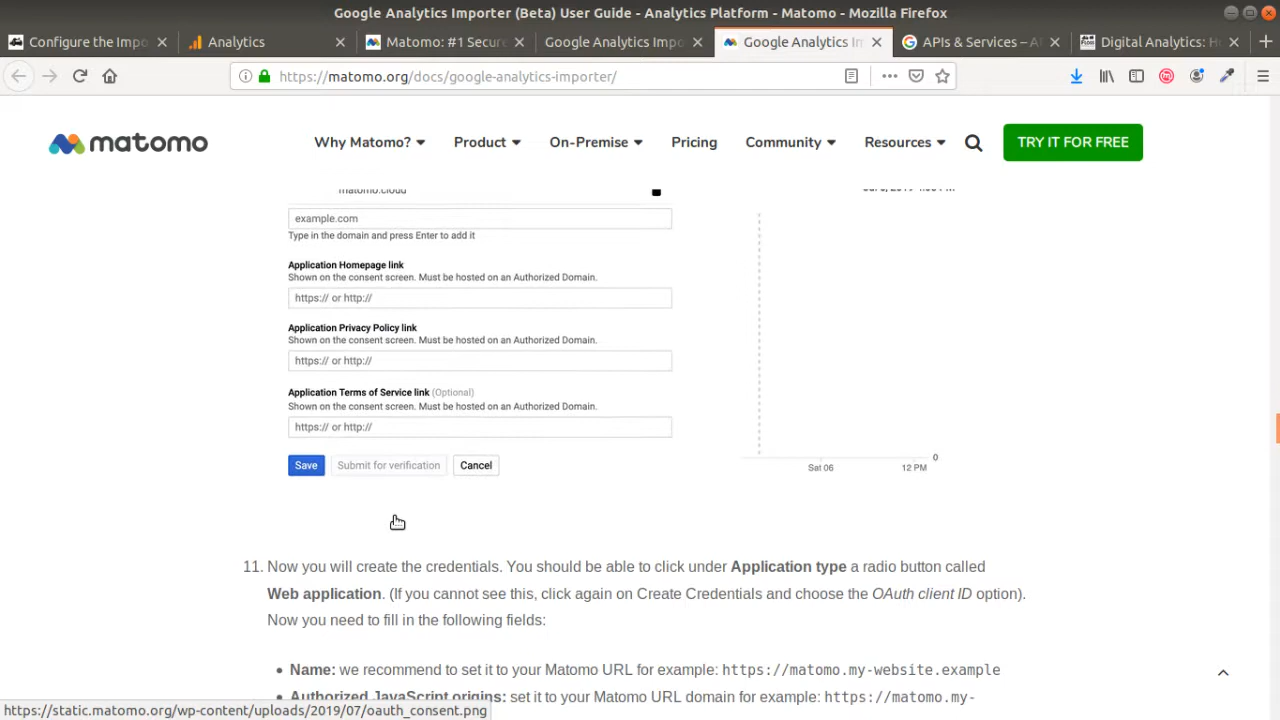 Google Analytics Importer (Beta) User Guide - Analytics Platform - Matomo - Mozilla Firefox
Configure the Impo
Analytics
Matomo: #1 Secure
Google Analytics Impo
Google Analytics Im
APIs & Services – A
Digital Analytics: H
https://matomo.org/docs/google-analytics-importer/
matomo
Why Matomo?
Product
On-Premise
Pricing
Community
Resources
TRY IT FOR FREE
matomo.cloud
example.com
Type in the domain and press Enter to add it
Application Homepage link
Shown on the consent screen. Must be hosted on an Authorized Domain.
https:// or http://
Application Privacy Policy link
Shown on the consent screen. Must be hosted on an Authorized Domain.
https:// or http://
Application Terms of Service link (Optional)
Shown on the consent screen. Must be hosted on an Authorized Domain.
https:// or http://
Save
Submit for verification
Cancel
0
Sat 06
12 PM
11. Now you will create the credentials. You should be able to click under Application type a radio button called
Web application. (If you cannot see this, click again on Create Credentials and choose the OAuth client ID option).
Now you need to fill in the following fields:
Name: we recommend to set it to your Matomo URL for example: https://matomo.my-website.example
Authorized JavaScript origins: set it to your Matomo URL domain for example: https://matomo.my-
https://static.matomo.org/wp-content/uploads/2019/07/oauth_consent.png